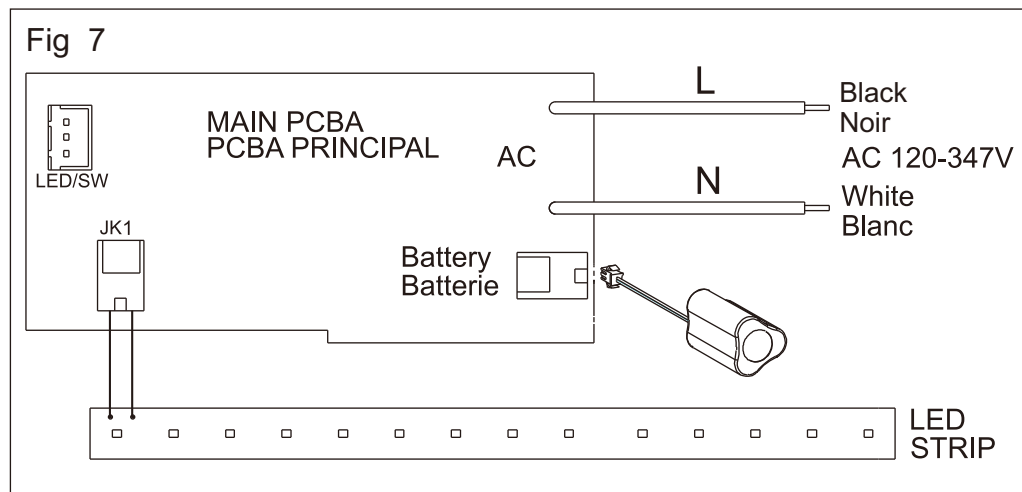 Fig 7
MAIN PCBA
PCBA PRINCIPAL
LED/SW
JK1
AC
L
Black
Noir
AC 120-347V
N
White
Blanc
Battery
Batterie
LED
STRIP